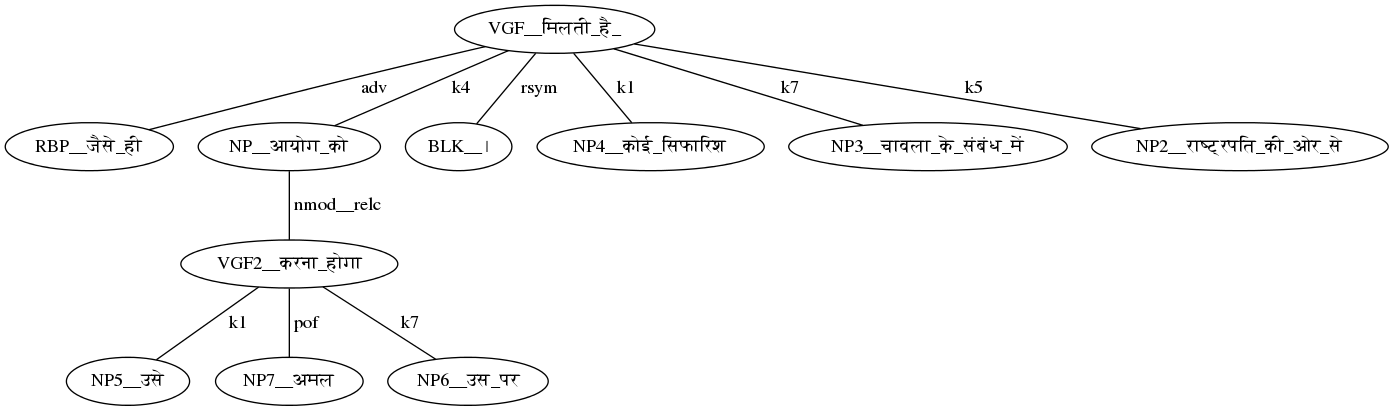 VGF__मिलती_है_
adv k4 rsym k1 k7 k5
RBP__जैसे_ही NP__आयोग_को BLK__। NP4__कोई_सिफारिश NP3__चावला_के_संबंध_में NP2__राष्ट्रपति_की_ओर_से
nmod__relc
VGF2__करना_होगा
k1 pof k7
NP5__उसे NP7__अमल NP6__उस_पर